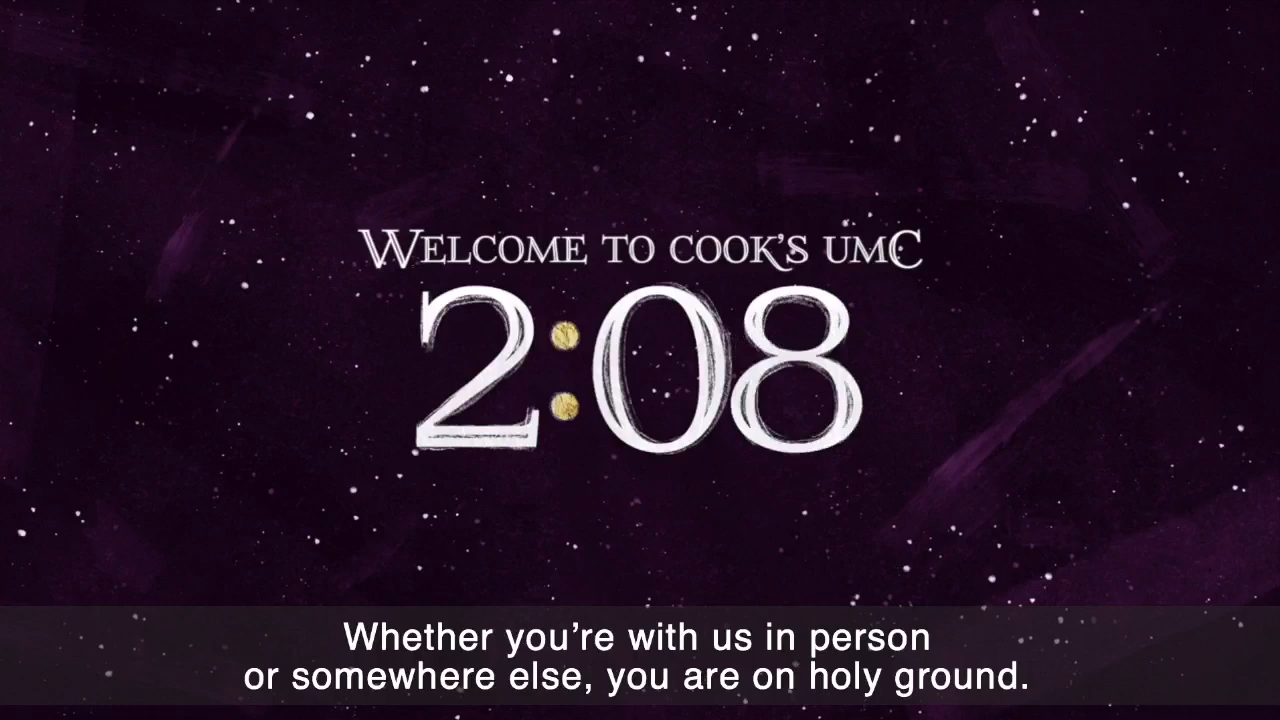 Welcome to Cook's UMC
2:08
Whether you're with us in person
or somewhere else, you are on holy ground.